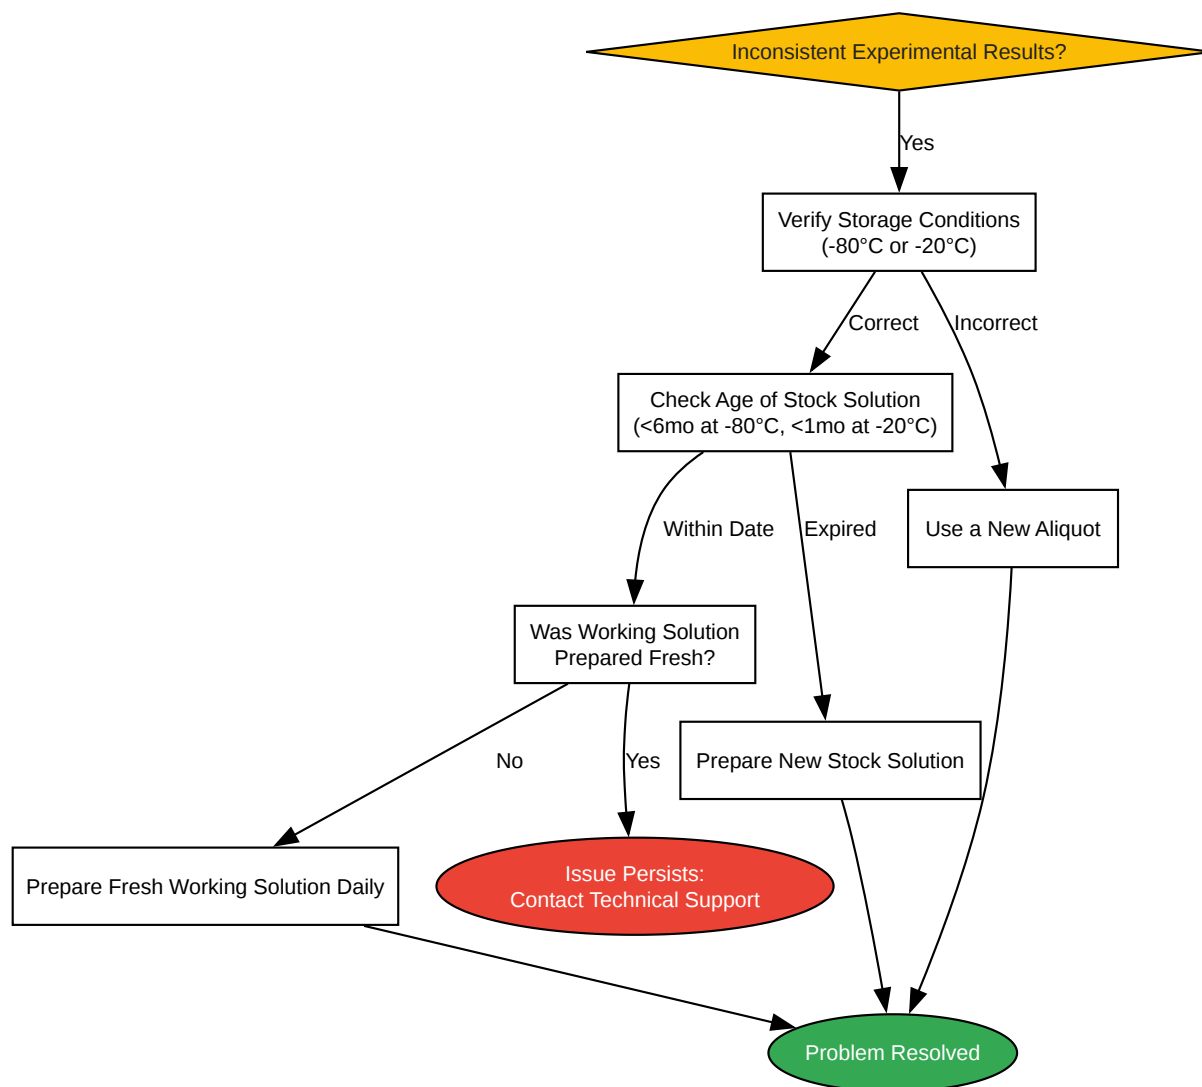 Inconsistent Experimental Results?
Yes
Verify Storage Conditions
(-80°C or -20°C)
Correct
Incorrect
Check Age of Stock Solution
(<6mo at -80°C, <1mo at -20°C)
Within Date
Expired
Use a New Aliquot
Was Working Solution
Prepared Fresh?
No
Yes
Prepare New Stock Solution
Prepare Fresh Working Solution Daily
Issue Persists:
Contact Technical Support
Problem Resolved